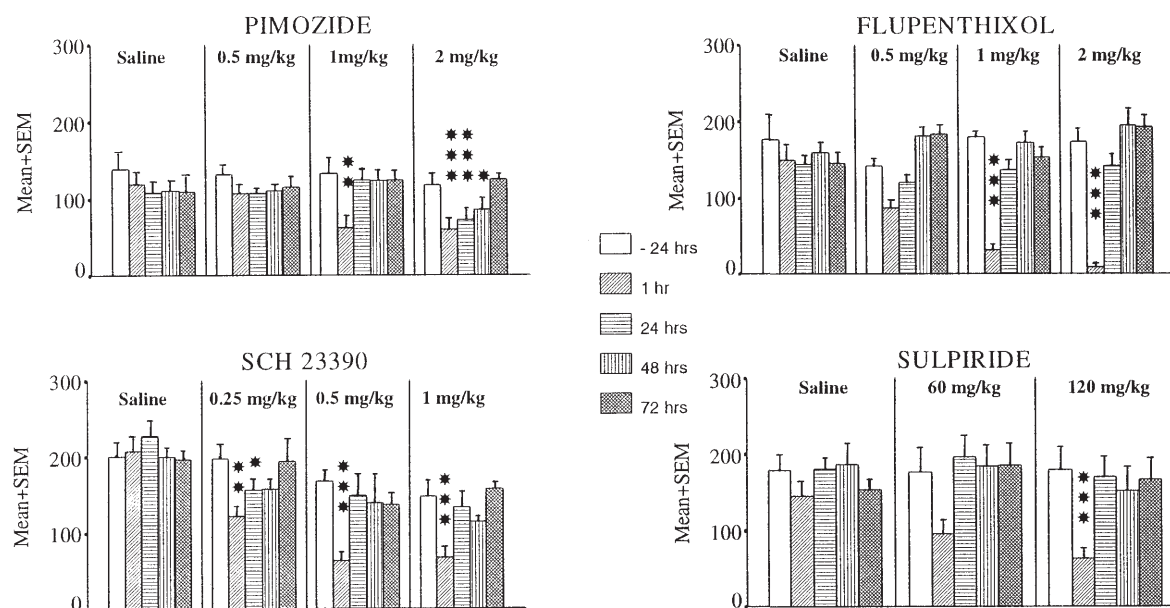 PIMOZIDE
300
200
100
0
Mean+SEM
Saline
0.5 mg/kg
1mg/kg
2 mg/kg
FLUPENTHIXOL
300
200
100
0
Mean+SEM
Saline
0.5 mg/kg
1 mg/kg
2 mg/kg
- 24 hrs
1 hr
24 hrs
48 hrs
72 hrs
SCH 23390
300
200
100
0
Mean+SEM
Saline
0.25 mg/kg
0.5 mg/kg
1 mg/kg
SULPIRIDE
300
200
100
0
Mean+SEM
Saline
60 mg/kg
120 mg/kg